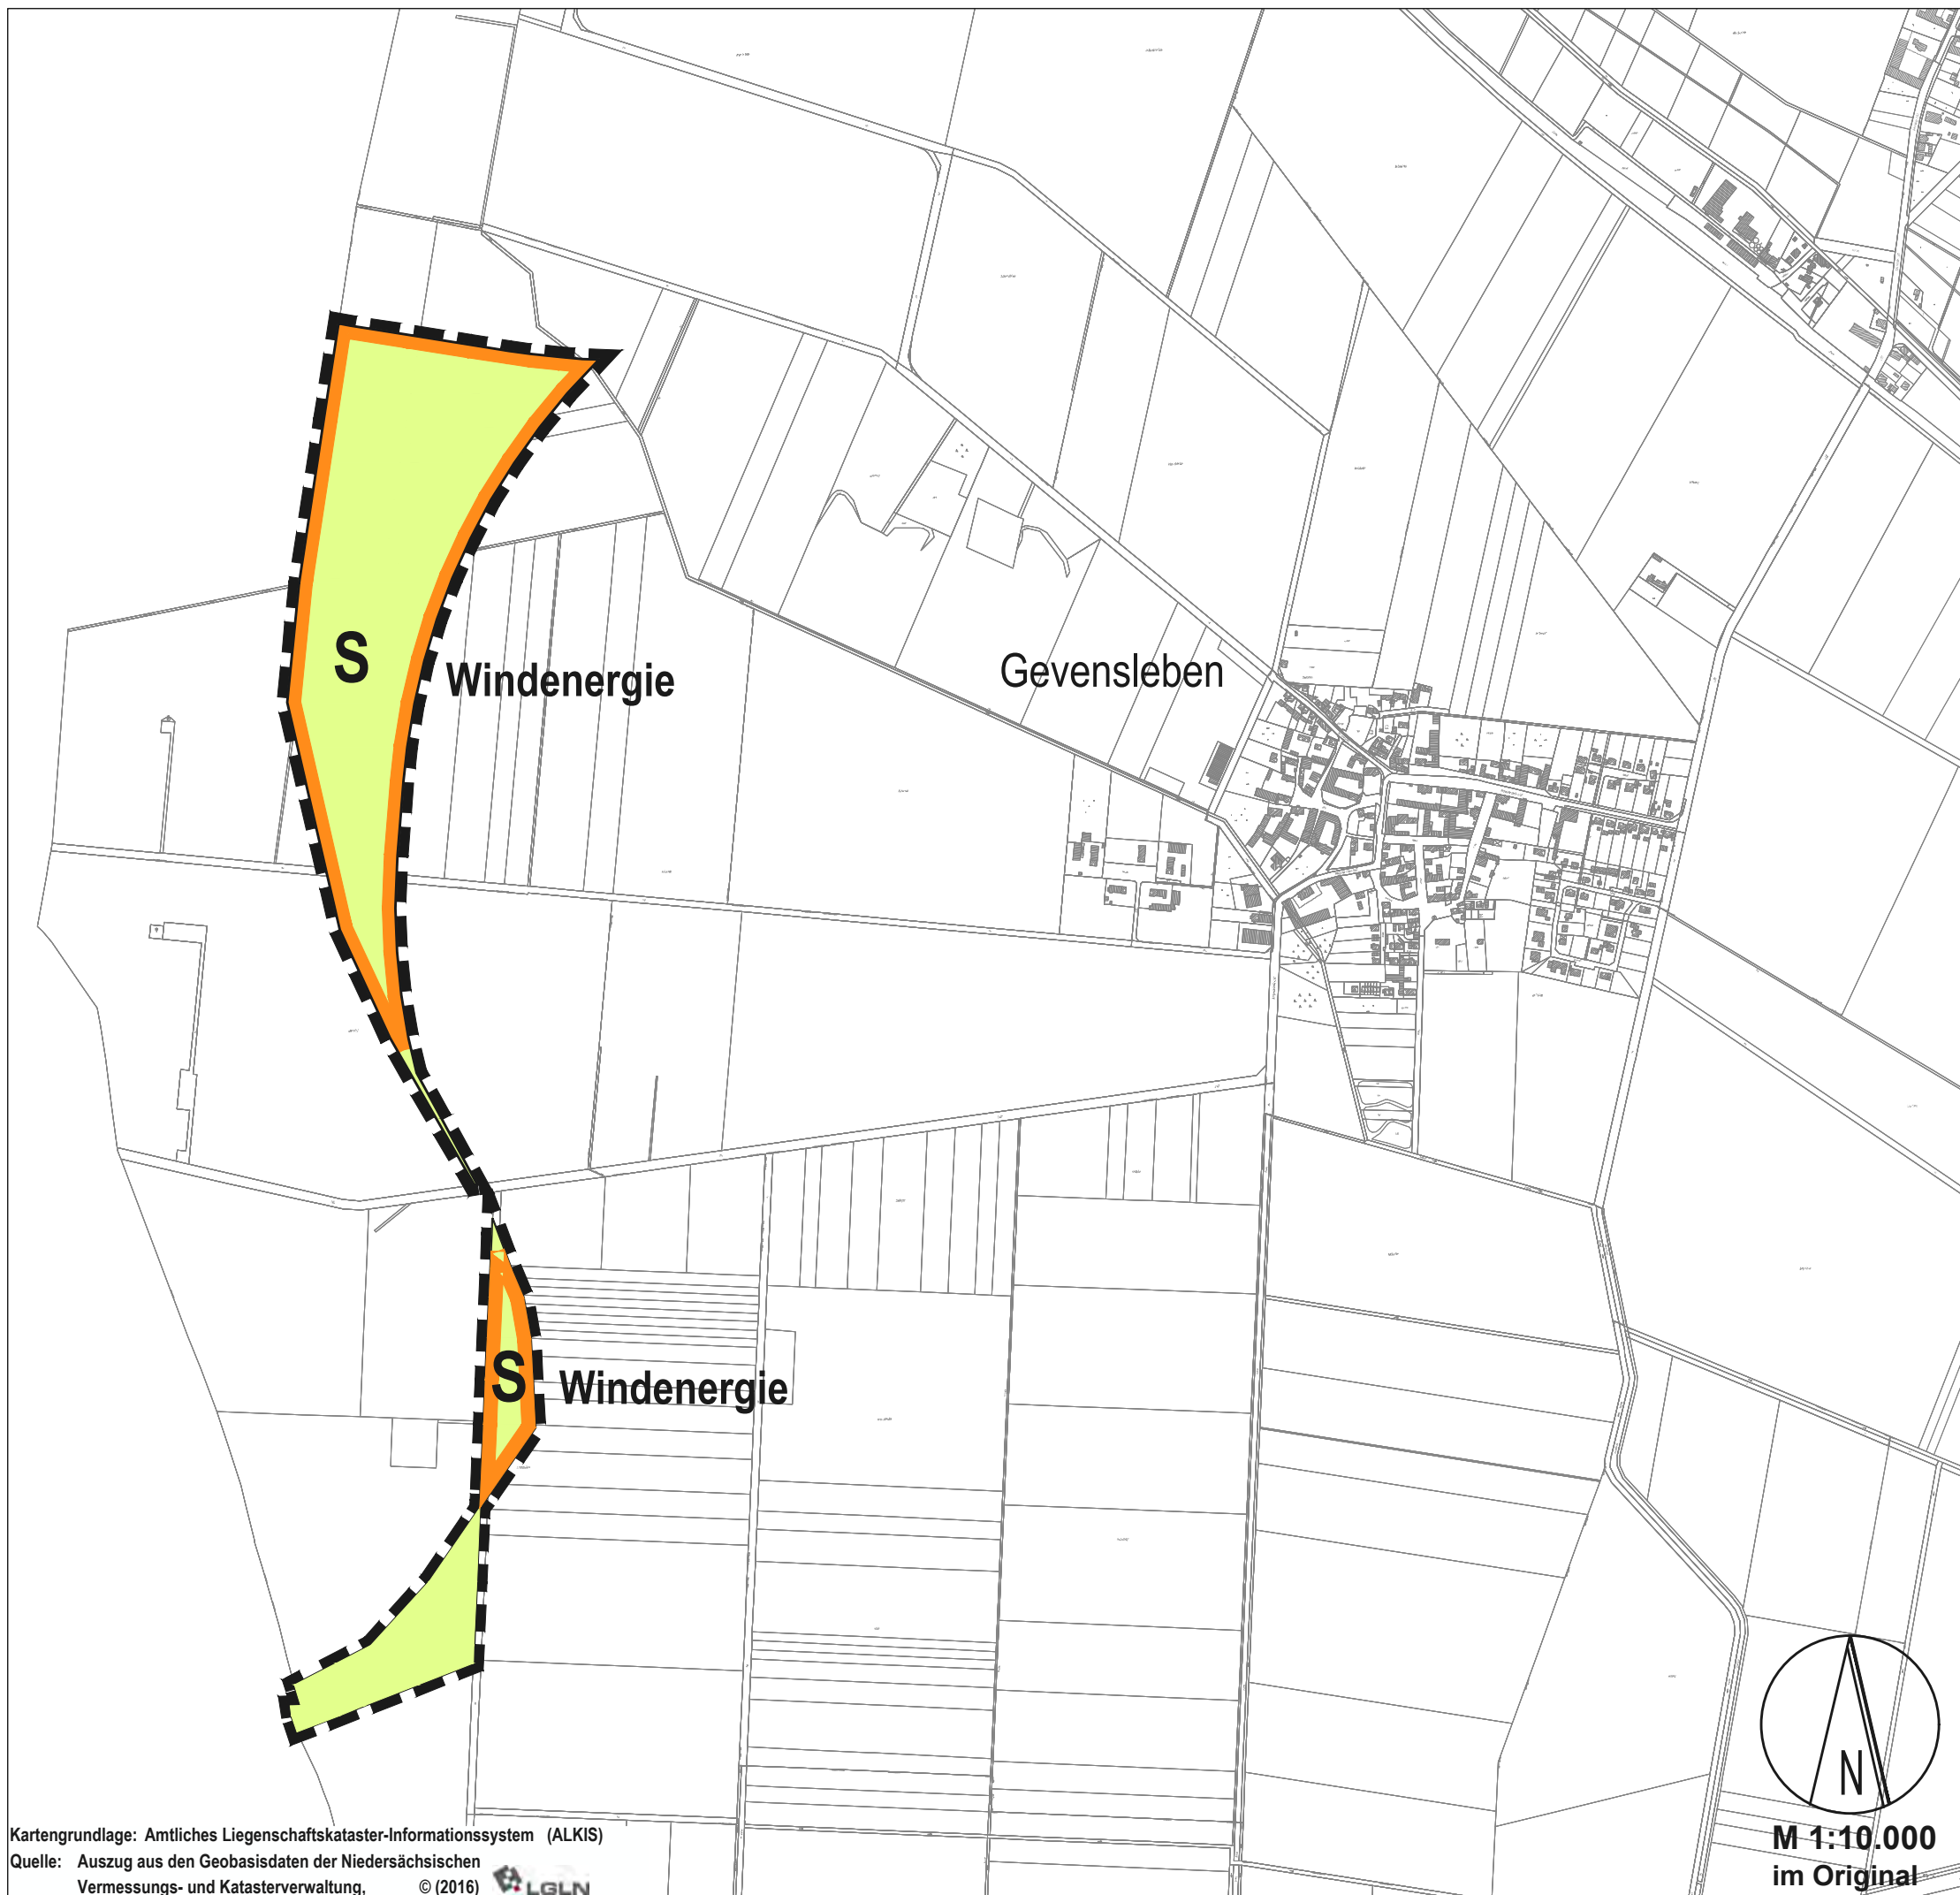 S
Windenergie
Gevensleben
S
Windenergie
N
M 1:10.000
im Original
Kartengrundlage: Amtliches Liegenschaftskataster-Informationssystem (ALKIS)
Quelle: Auszug aus den Geobasisdaten der Niedersächsischen
Vermessungs- und Katasterverwaltung, © (2016) LGLN